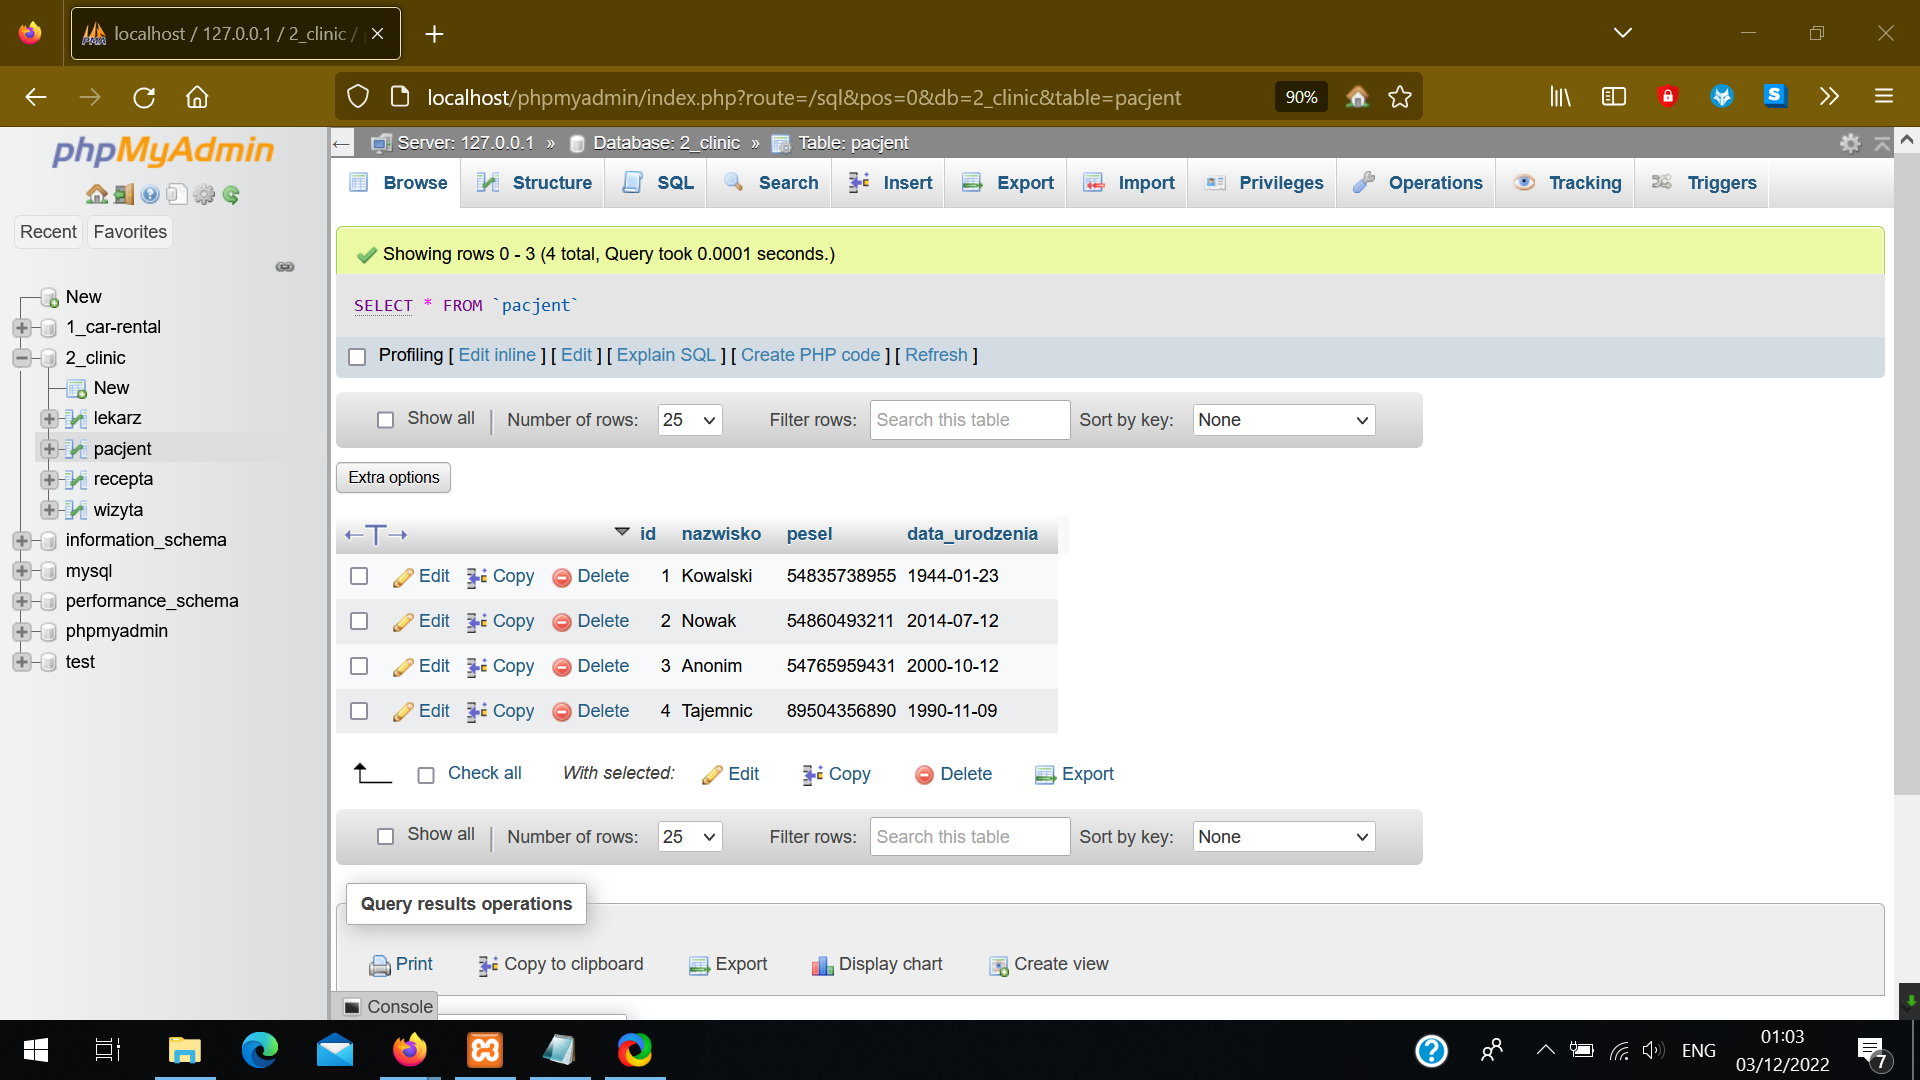 localhost / 127.0.0.1 / 2_clinic /
localhost/phpmyadmin/index.php?route=/sql&pos=0&db=2_clinic&table=pacjent
90%
phpMyAdmin
Recent
Favorites
New
1_car-rental
2_clinic
New
lekarz
pacjent
recepta
wizyta
information_schema
mysql
performance_schema
phpmyadmin
test
Server: 127.0.0.1 » Database: 2_clinic » Table: pacjent
Browse Structure SQL Search Insert Export Import Privileges Operations Tracking Triggers
Showing rows 0 - 3 (4 total, Query took 0.0001 seconds.)
SELECT * FROM `pacjent`
Profiling [ Edit inline ] [ Edit ] [ Explain SQL ] [ Create PHP code ] [ Refresh ]
Show all | Number of rows: 25 Filter rows: Search this table Sort by key: None
Extra options
id nazwisko pesel data_urodzenia
Edit Copy Delete 1 Kowalski 54835738955 1944-01-23
Edit Copy Delete 2 Nowak 54860493211 2014-07-12
Edit Copy Delete 3 Anonim 54765959431 2000-10-12
Edit Copy Delete 4 Tajemnic 89504356890 1990-11-09
Check all With selected: Edit Copy Delete Export
Show all | Number of rows: 25 Filter rows: Search this table Sort by key: None
Query results operations
Print Copy to clipboard Export Display chart Create view
Console
ENG
01:03
03/12/2022
7